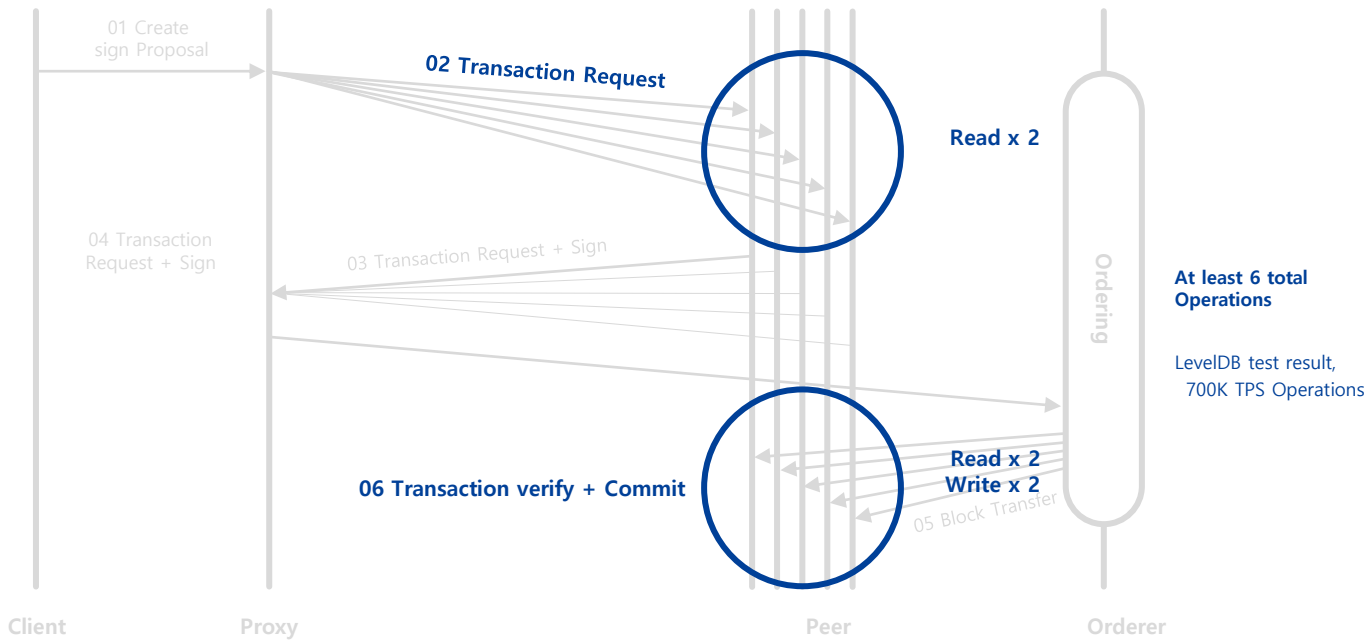 01 Create
sign Proposal
02 Transaction Request
Read x 2
04 Transaction
Request + Sign
03 Transaction Request + Sign
Ordering
At least 6 total
Operations
LevelDB test result,
700K TPS Operations
Read x 2
Write x 2
06 Transaction verify + Commit
05 Block Transfer
Client
Proxy
Peer
Orderer